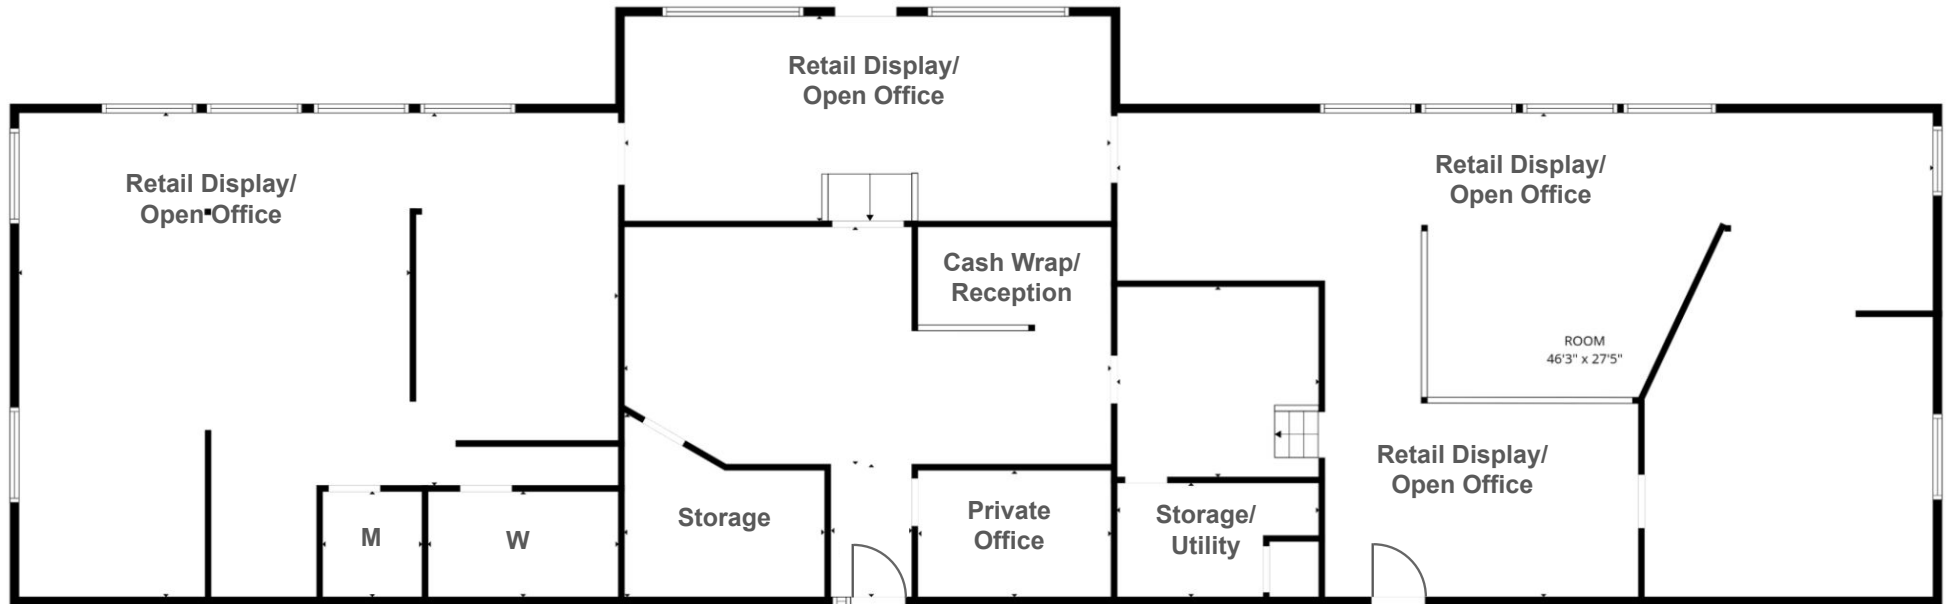 Retail Display/
Open Office
Retail Display/
Open Office
Retail Display/
Open Office
Cash Wrap/
Reception
ROOM
46'3" x 27'5"
Retail Display/
Open Office
Storage
Private
Office
Storage/
Utility
M
W